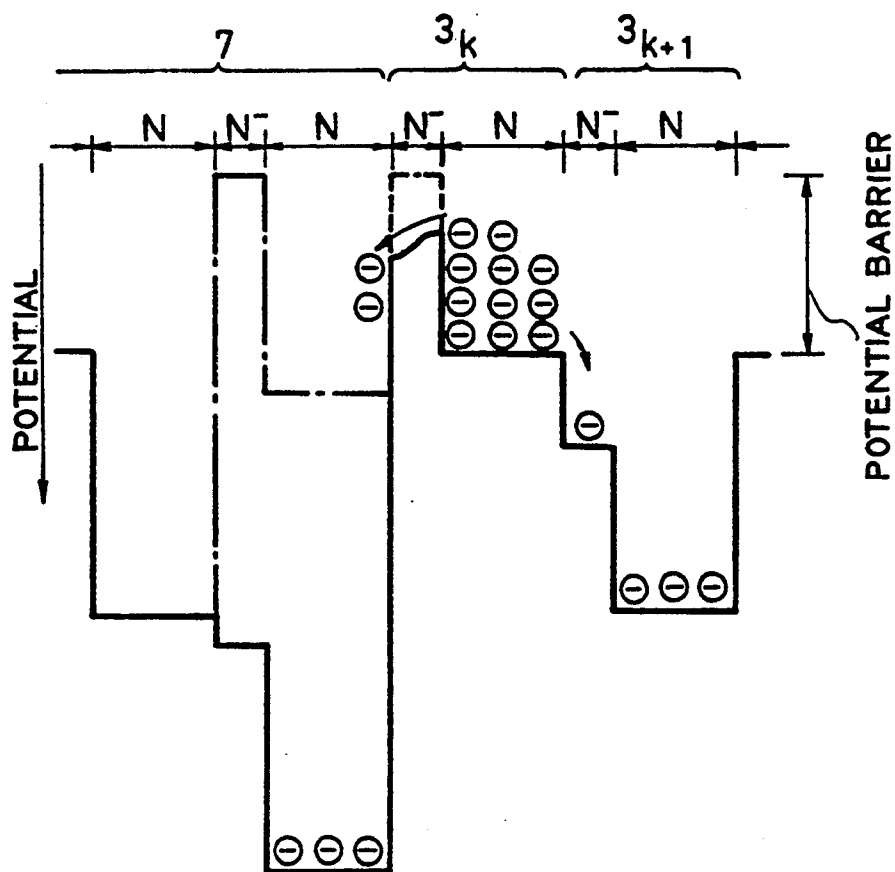 7 3k 3k+1
N N⁻ N N⁻ N N⁻ N
POTENTIAL
POTENTIAL BARRIER
⊖ ⊖
⊖ ⊖ ⊖ ⊖
⊖ ⊖ ⊖ ⊖
⊖ ⊖ ⊖
⊖
⊖ ⊖ ⊖
⊖ ⊖ ⊖